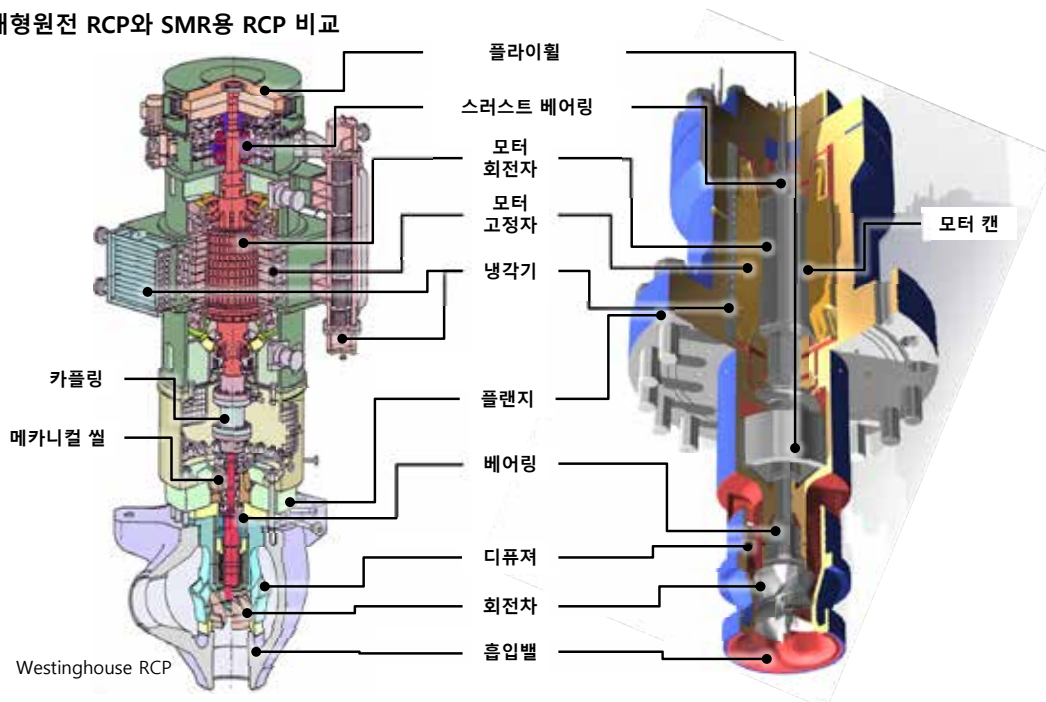 대형원전 RCP와 SMR용 RCP 비교
플라이휠
스러스트 베어링
모터
회전자
모터
고정자
모터 캔
냉각기
카플링
플랜지
메카니컬 씰
베어링
디퓨져
회전차
흡입밸
Westinghouse RCP